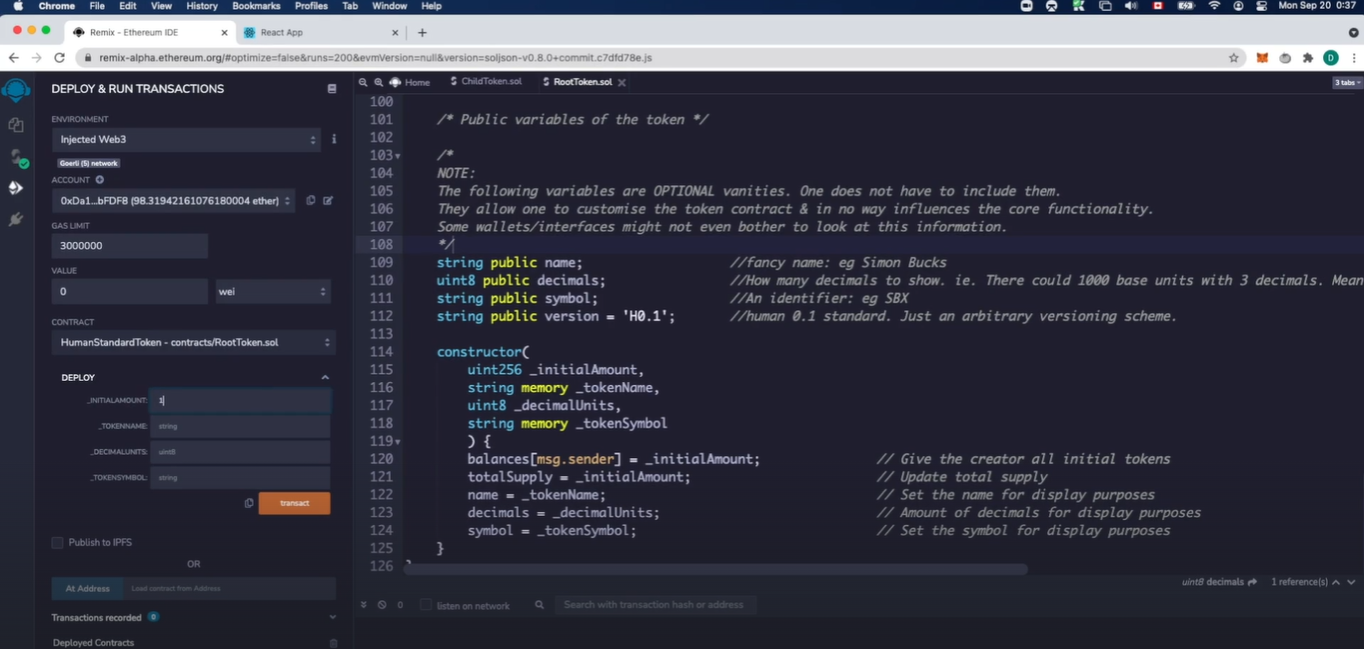 Chrome File Edit View History Bookmarks Profiles Tab Window Help Mon Sep 20 0:37
Remix - Ethereum IDE React App
remix-alpha.ethereum.org/#optimize=false&runs=200&evmVersion=null&version=soljson-v0.8.0+commit.c7dfd78e.js
D
DEPLOY & RUN TRANSACTIONS
ENVIRONMENT
Injected Web3
Goerli (5) network
ACCOUNT
0xDa1...bFDF8 (98.31942161076180004 ether)
GAS LIMIT
3000000
VALUE
0 wei
CONTRACT
HumanStandardToken - contracts/RootToken.sol
DEPLOY
_INITIALAMOUNT: 1
_TOKENNAME: string
_DECIMALUNITS: uint8
_TOKENSYMBOL: string
transact
Publish to IPFS
OR
At Address Load contract from Address
Transactions recorded 0
Deployed Contracts
Home ChildToken.sol RootToken.sol 3 tabs
100
101 /* Public variables of the token */
102
103 /*
104 NOTE:
105 The following variables are OPTIONAL vanities. One does not have to include them.
106 They allow one to customise the token contract & in no way influences the core functionality.
107 Some wallets/interfaces might not even bother to look at this information.
108 */
109 string public name; //fancy name: eg Simon Bucks
110 uint8 public decimals; //How many decimals to show. ie. There could 1000 base units with 3 decimals. Mean
111 string public symbol; //An identifier: eg SBX
112 string public version = 'H0.1'; //human 0.1 standard. Just an arbitrary versioning scheme.
113
114 constructor(
115 uint256 _initialAmount,
116 string memory _tokenName,
117 uint8 _decimalUnits,
118 string memory _tokenSymbol
119 ) {
120 balances[msg.sender] = _initialAmount; // Give the creator all initial tokens
121 totalSupply = _initialAmount; // Update total supply
122 name = _tokenName; // Set the name for display purposes
123 decimals = _decimalUnits; // Amount of decimals for display purposes
124 symbol = _tokenSymbol; // Set the symbol for display purposes
125 }
126
uint8 decimals 1 reference(s)
0 listen on network Search with transaction hash or address